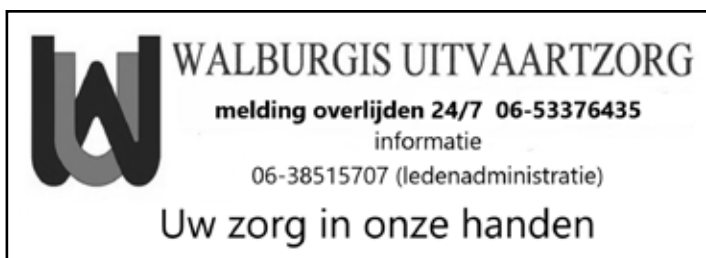 WALBURGIS UITVAARTZORG
melding overlijden 24/7 06-53376435
informatie
06-38515707 (ledenadministratie)
Uw zorg in onze handen